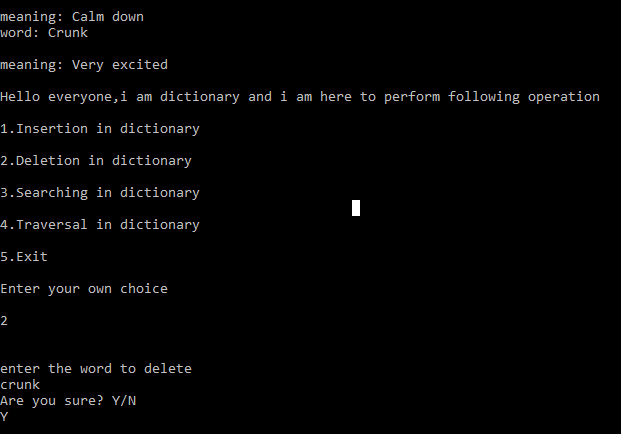 meaning: Calm down
word: Crunk
meaning: Very excited
Hello everyone,i am dictionary and i am here to perform following operation
1.Insertion in dictionary
2.Deletion in dictionary
3.Searching in dictionary
4.Traversal in dictionary
5.Exit
Enter your own choice
2
enter the word to delete
crunk
Are you sure? Y/N
Y